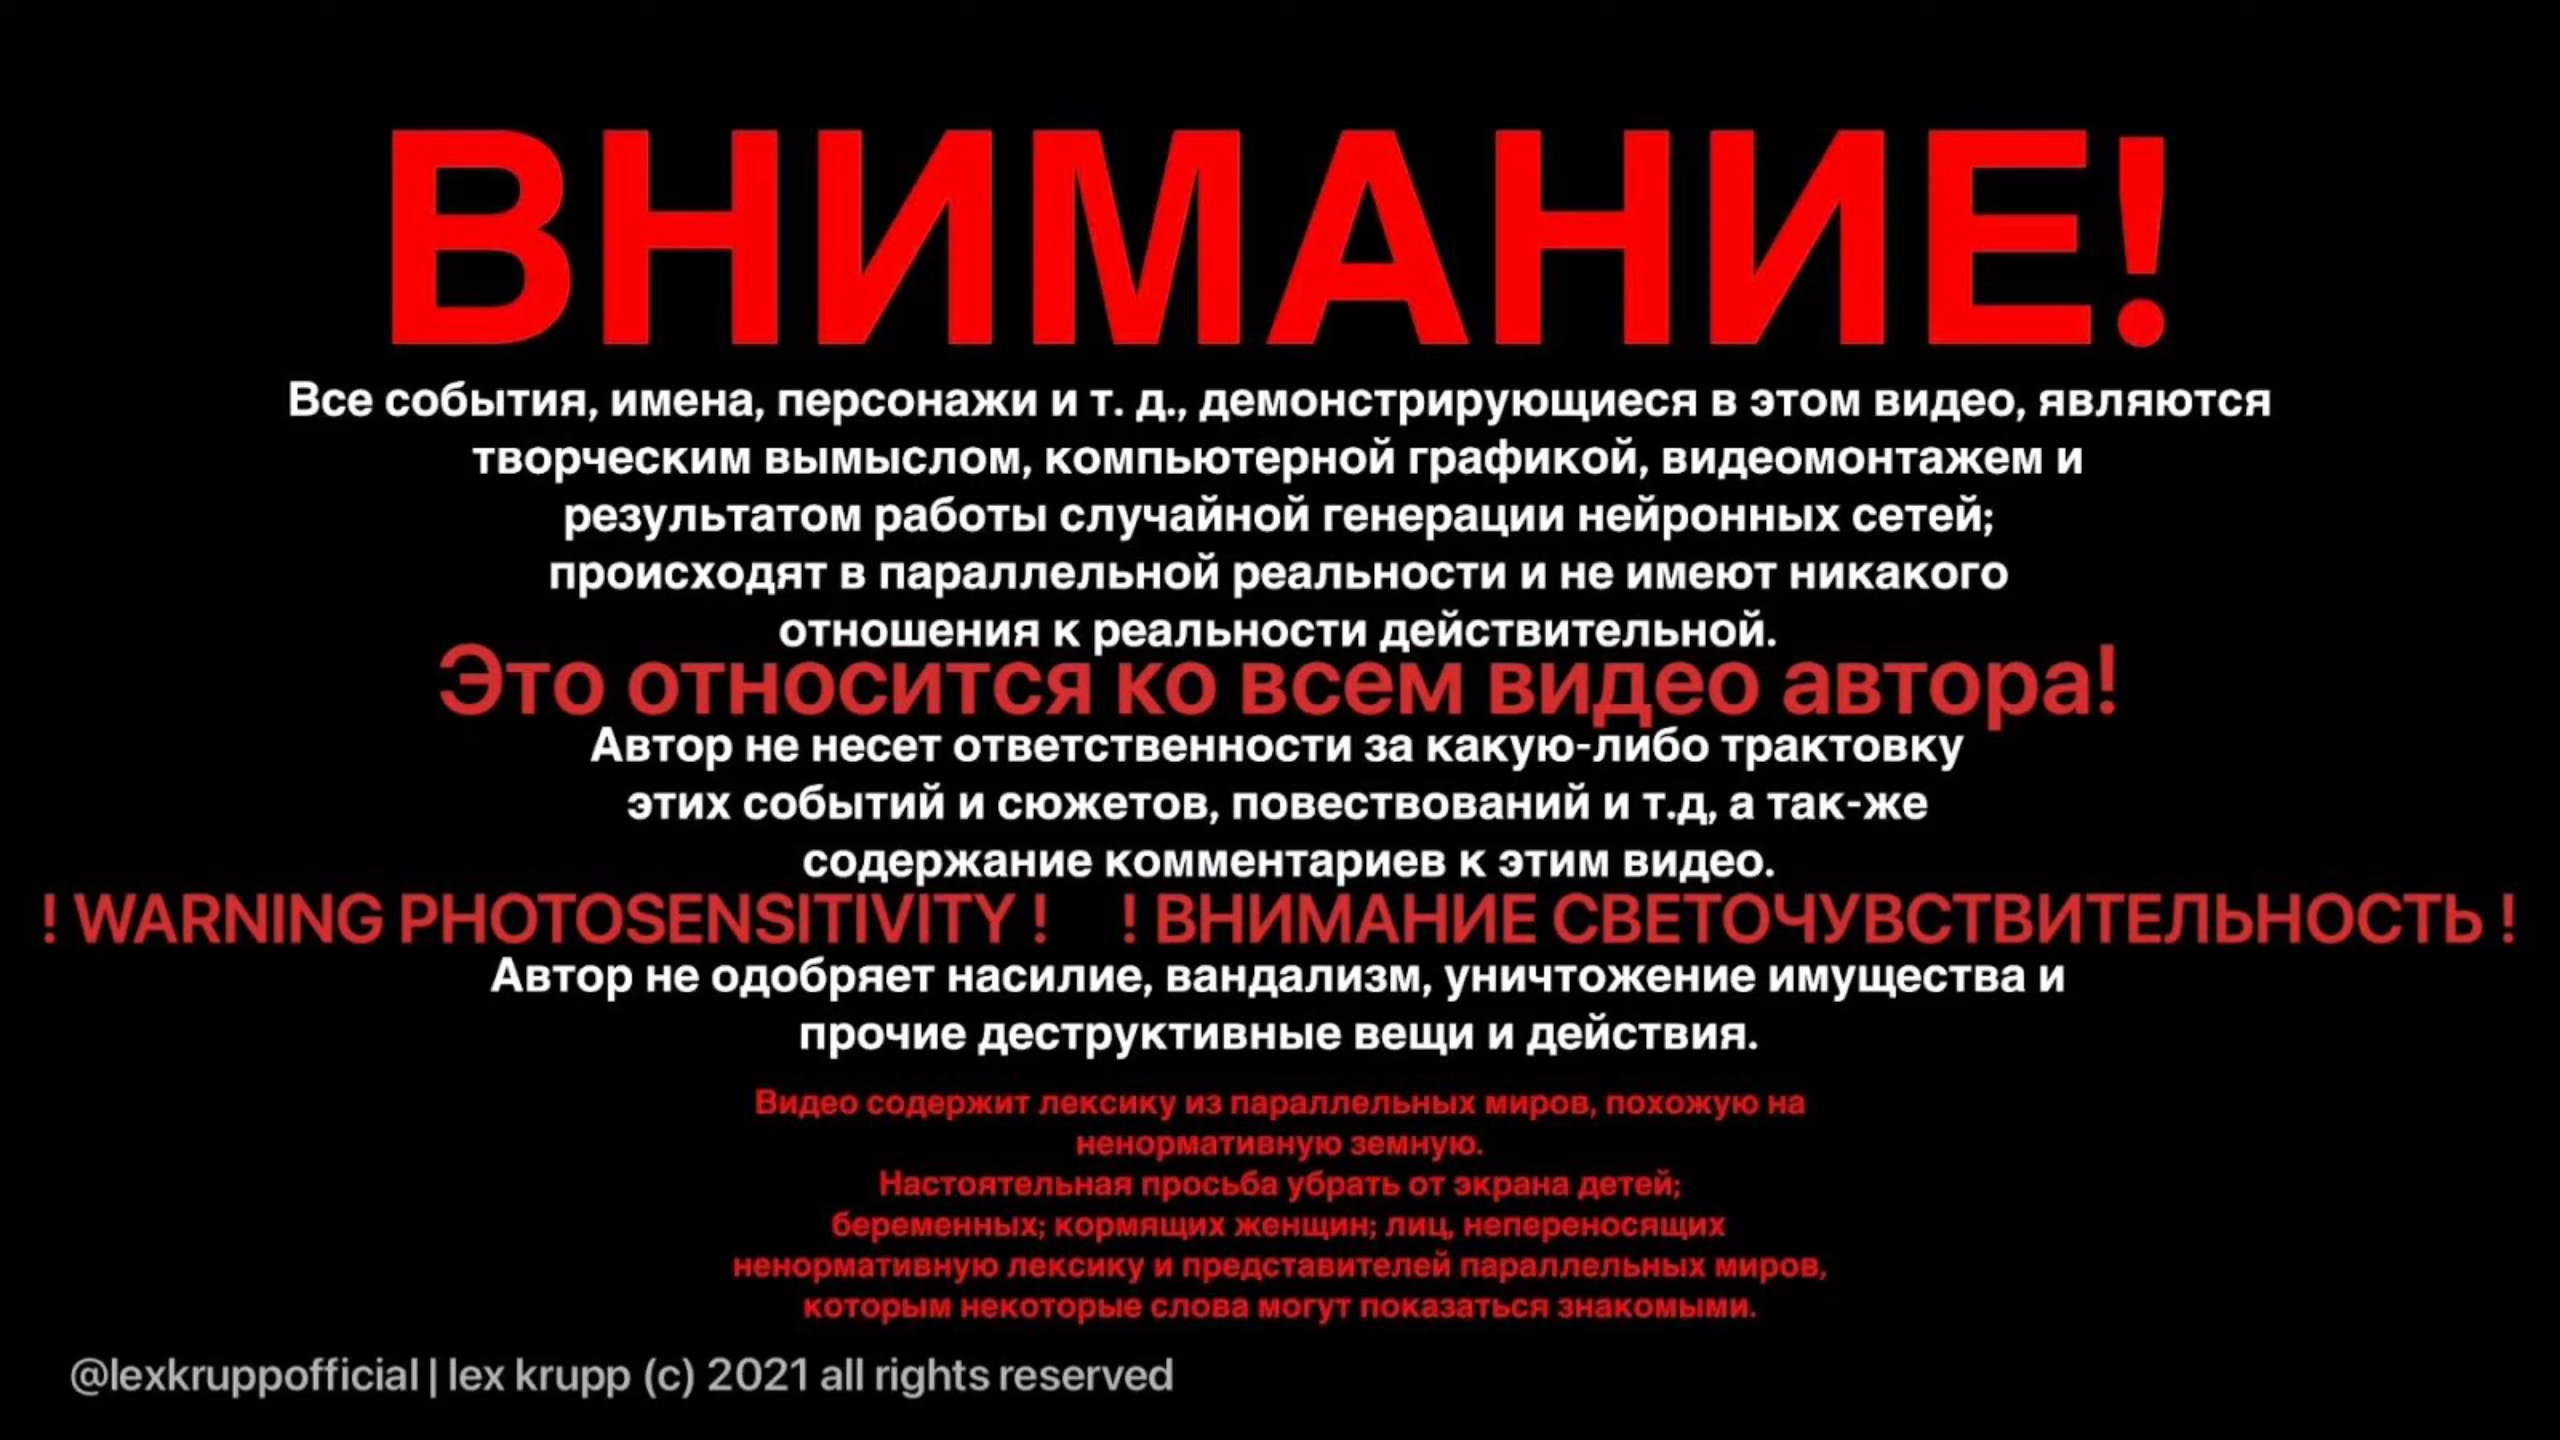 ВНИМАНИЕ!
Все события, имена, персонажи и т. д., демонстрирующиеся в этом видео, являются
творческим вымыслом, компьютерной графикой, видеомонтажем и
результатом работы случайной генерации нейронных сетей;
происходят в параллельной реальности и не имеют никакого
отношения к реальности действительной.
Это относится ко всем видео автора!
Автор не несет ответственности за какую-либо трактовку
этих событий и сюжетов, повествований и т.д, а так-же
содержание комментариев к этим видео.
! WARNING PHOTOSENSITIVITY ! ! ВНИМАНИЕ СВЕТОЧУВСТВИТЕЛЬНОСТЬ !
Автор не одобряет насилие, вандализм, уничтожение имущества и
прочие деструктивные вещи и действия.
Видео содержит лексику из параллельных миров, похожую на
ненормативную земную.
Настоятельная просьба убрать от экрана детей;
беременных; кормящих женщин; лиц, непереносящих
ненормативную лексику и представителей параллельных миров,
которым некоторые слова могут показаться знакомыми.
@lexkruppofficial | lex krupp (c) 2021 all rights reserved